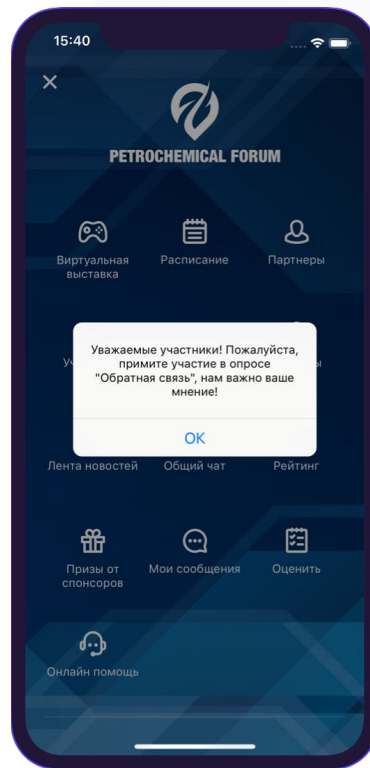 15:40
PETROCHEMICAL FORUM
Виртуальная
выставка
Расписание
Партнеры
Уважаемые участники! Пожалуйста,
примите участие в опросе
"Обратная связь", нам важно ваше
мнение!
OK
Лента новостей
Общий чат
Рейтинг
Призы от
спонсоров
Мои сообщения
Оценить
Онлайн помощь